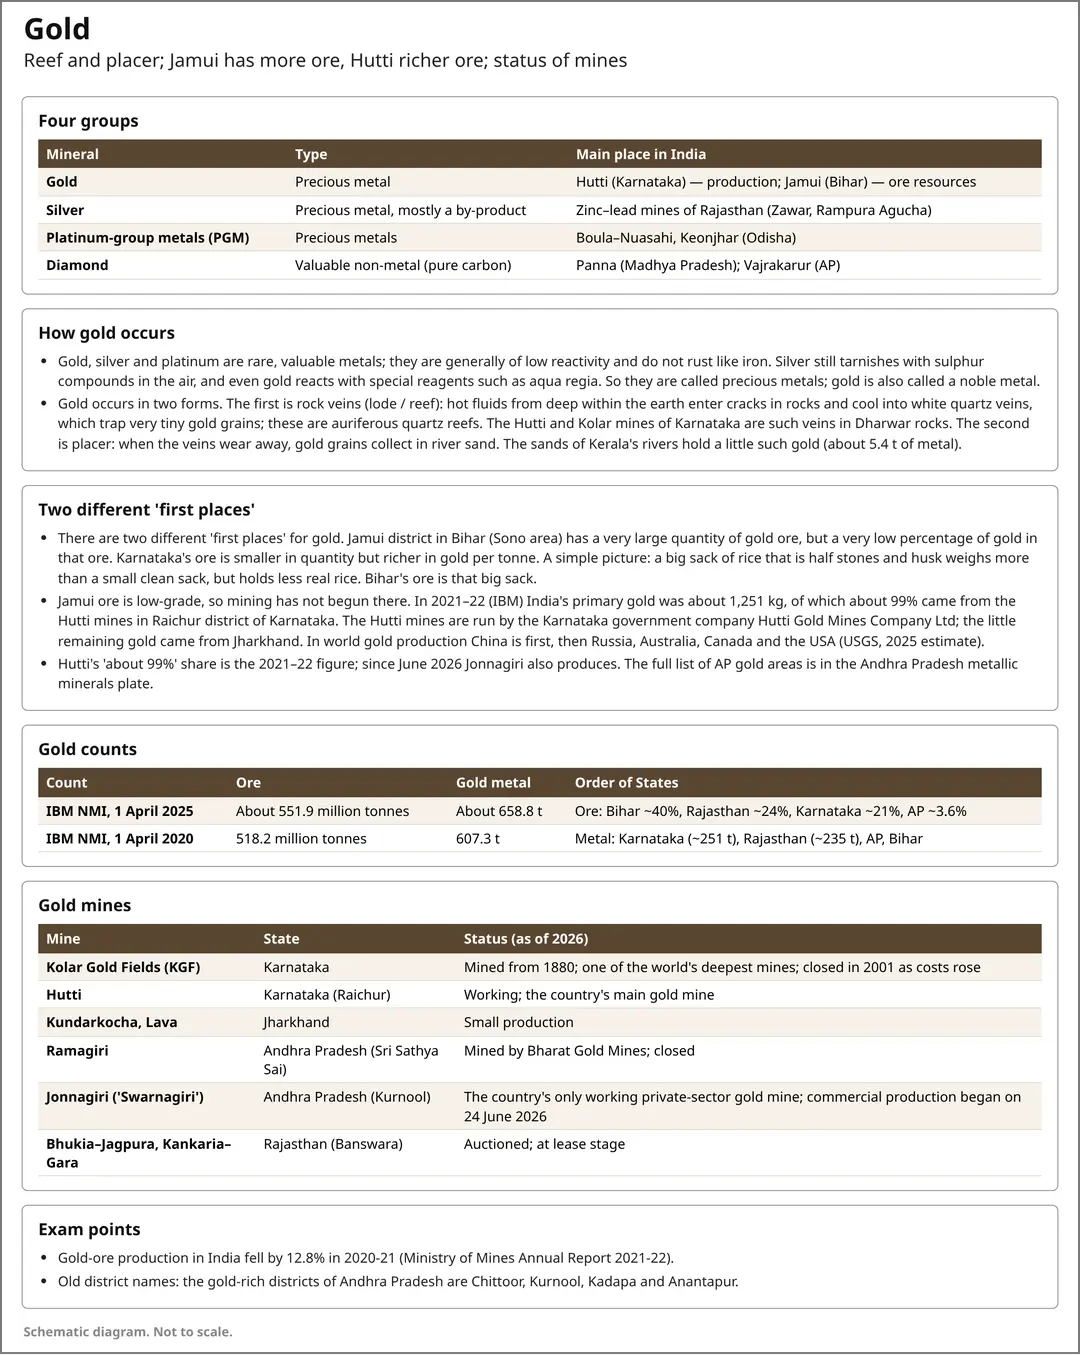 Gold
Reef and placer; Jamui has more ore, Hutti richer ore; status of mines
Four groups
Mineral Type Main place in India
Gold Precious metal Hutti (Karnataka) — production; Jamui (Bihar) — ore resources
Silver Precious metal, mostly a by-product Zinc–lead mines of Rajasthan (Zawar, Rampura Agucha)
Platinum-group metals (PGM) Precious metals Boula–Nuasahi, Keonjhar (Odisha)
Diamond Valuable non-metal (pure carbon) Panna (Madhya Pradesh); Vajrakarur (AP)
How gold occurs
• Gold, silver and platinum are rare, valuable metals; they are generally of low reactivity and do not rust like iron. Silver still tarnishes with sulphur
compounds in the air, and even gold reacts with special reagents such as aqua regia. So they are called precious metals; gold is also called a noble metal.
• Gold occurs in two forms. The first is rock veins (lode / reef): hot fluids from deep within the earth enter cracks in rocks and cool into white quartz veins,
which trap very tiny gold grains; these are auriferous quartz reefs. The Hutti and Kolar mines of Karnataka are such veins in Dharwar rocks. The second
is placer: when the veins wear away, gold grains collect in river sand. The sands of Kerala's rivers hold a little such gold (about 5.4 t of metal).
Two different 'first places'
• There are two different 'first places' for gold. Jamui district in Bihar (Sono area) has a very large quantity of gold ore, but a very low percentage of gold in
that ore. Karnataka's ore is smaller in quantity but richer in gold per tonne. A simple picture: a big sack of rice that is half stones and husk weighs more
than a small clean sack, but holds less real rice. Bihar's ore is that big sack.
• Jamui ore is low-grade, so mining has not begun there. In 2021–22 (IBM) India's primary gold was about 1,251 kg, of which about 99% came from the
Hutti mines in Raichur district of Karnataka. The Hutti mines are run by the Karnataka government company Hutti Gold Mines Company Ltd; the little
remaining gold came from Jharkhand. In world gold production China is first, then Russia, Australia, Canada and the USA (USGS, 2025 estimate).
• Hutti's 'about 99%' share is the 2021–22 figure; since June 2026 Jonnagiri also produces. The full list of AP gold areas is in the Andhra Pradesh metallic
minerals plate.
Gold counts
Count Ore Gold metal Order of States
IBM NMI, 1 April 2025 About 551.9 million tonnes About 658.8 t Ore: Bihar ~40%, Rajasthan ~24%, Karnataka ~21%, AP ~3.6%
IBM NMI, 1 April 2020 518.2 million tonnes 607.3 t Metal: Karnataka (~251 t), Rajasthan (~235 t), AP, Bihar
Gold mines
Mine State Status (as of 2026)
Kolar Gold Fields (KGF) Karnataka Mined from 1880; one of the world's deepest mines; closed in 2001 as costs rose
Hutti Karnataka (Raichur) Working; the country's main gold mine
Kundarkocha, Lava Jharkhand Small production
Ramagiri Andhra Pradesh (Sri Sathya Mined by Bharat Gold Mines; closed
Sai)
Jonnagiri ('Swarnagiri') Andhra Pradesh (Kurnool) The country's only working private-sector gold mine; commercial production began on
24 June 2026
Bhukia–Jagpura, Kankaria– Rajasthan (Banswara) Auctioned; at lease stage
Gara
Exam points
• Gold-ore production in India fell by 12.8% in 2020-21 (Ministry of Mines Annual Report 2021-22).
• Old district names: the gold-rich districts of Andhra Pradesh are Chittoor, Kurnool, Kadapa and Anantapur.
Schematic diagram. Not to scale.